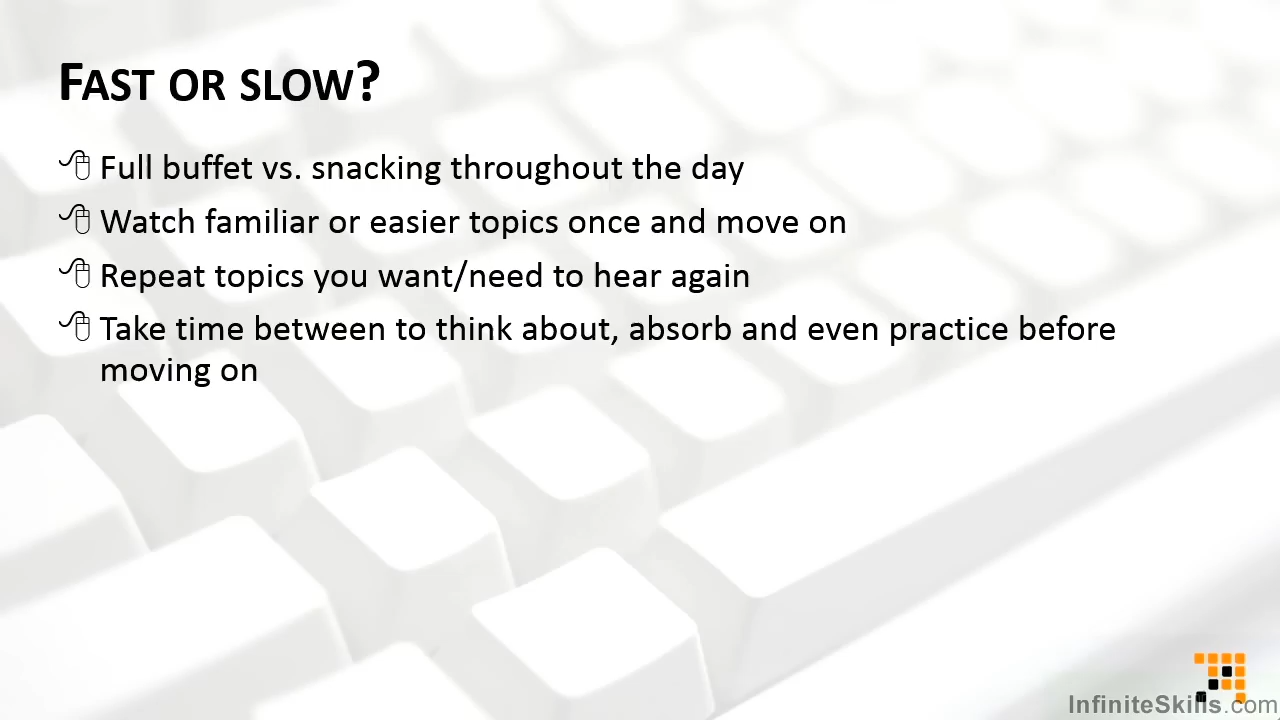 FAST OR SLOW?
Full buffet vs. snacking throughout the day
Watch familiar or easier topics once and move on
Repeat topics you want/need to hear again
Take time between to think about, absorb and even practice before
moving on
InfiniteSkills.com